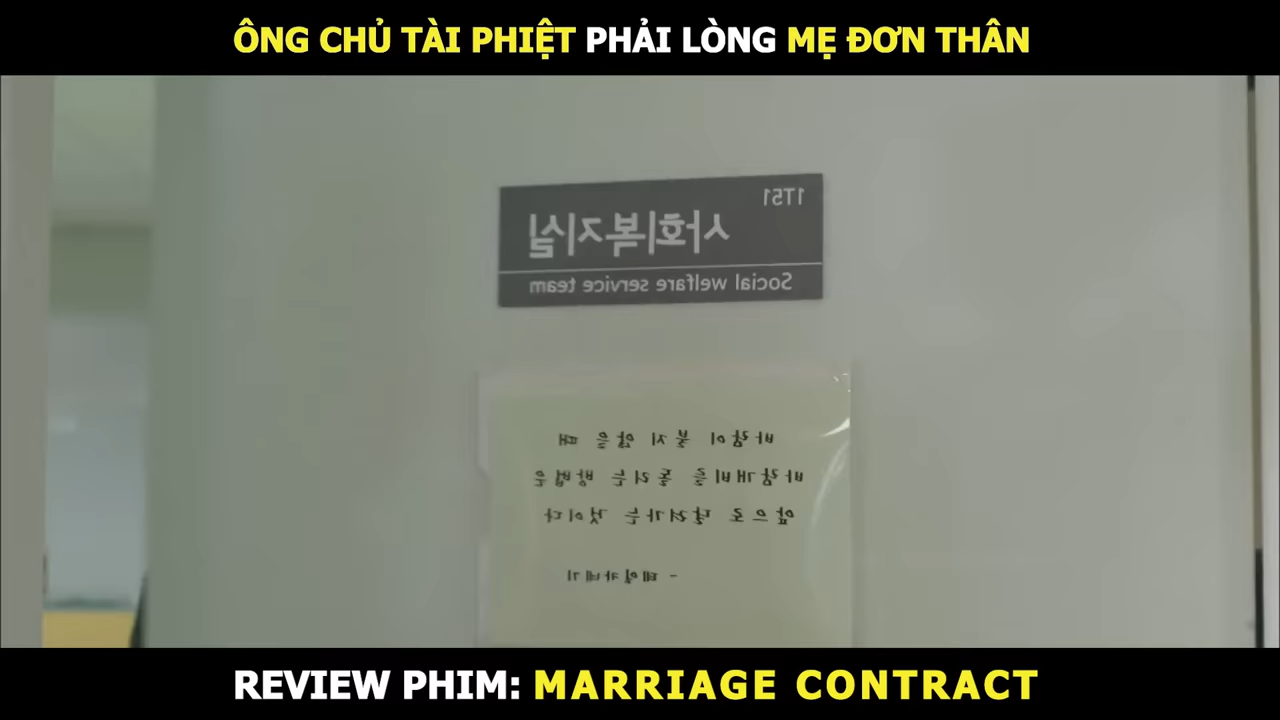 ÔNG CHỦ TÀI PHIỆT PHẢI LÒNG MẸ ĐƠN THÂN
1T51
사회복지실
Social welfare service team
바람이 불지 않을 때
바람개비를 돌리는 방법은
앞으로 달려가는 것이다
- 데일카네기
REVIEW PHIM: MARRIAGE CONTRACT